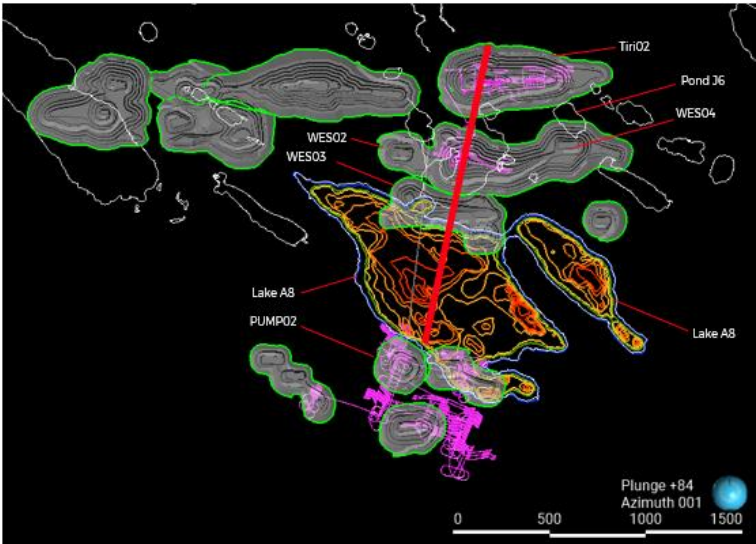 Tiri02
Pond J6
WES04
WES02
WES03
Lake A8
PUMP02
Lake A8
Plunge +84
Azimuth 001
0 500 1000 1500